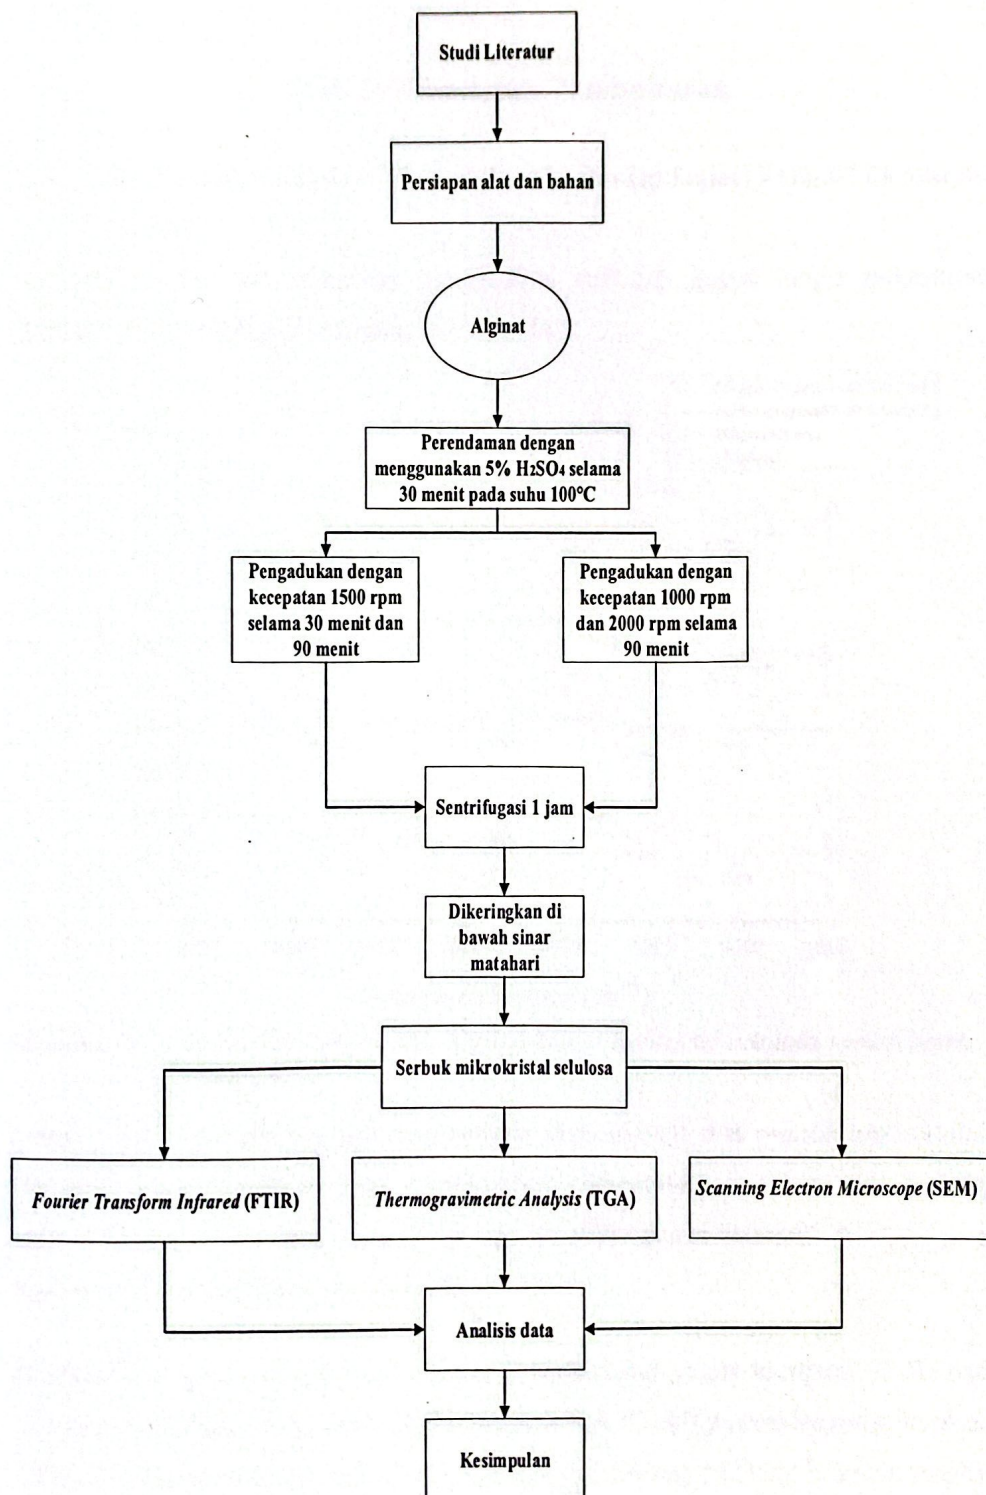 Studi Literatur
Persiapan alat dan bahan
Alginat
Perendaman dengan
menggunakan 5% H₂SO₄ selama
30 menit pada suhu 100°C
Pengadukan dengan
kecepatan 1500 rpm
selama 30 menit dan
90 menit
Pengadukan dengan
kecepatan 1000 rpm
dan 2000 rpm selama
90 menit
Sentrifugasi 1 jam
Dikeringkan di
bawah sinar
matahari
Serbuk mikrokristal selulosa
Fourier Transform Infrared (FTIR)
Thermogravimetric Analysis (TGA)
Scanning Electron Microscope (SEM)
Analisis data
Kesimpulan